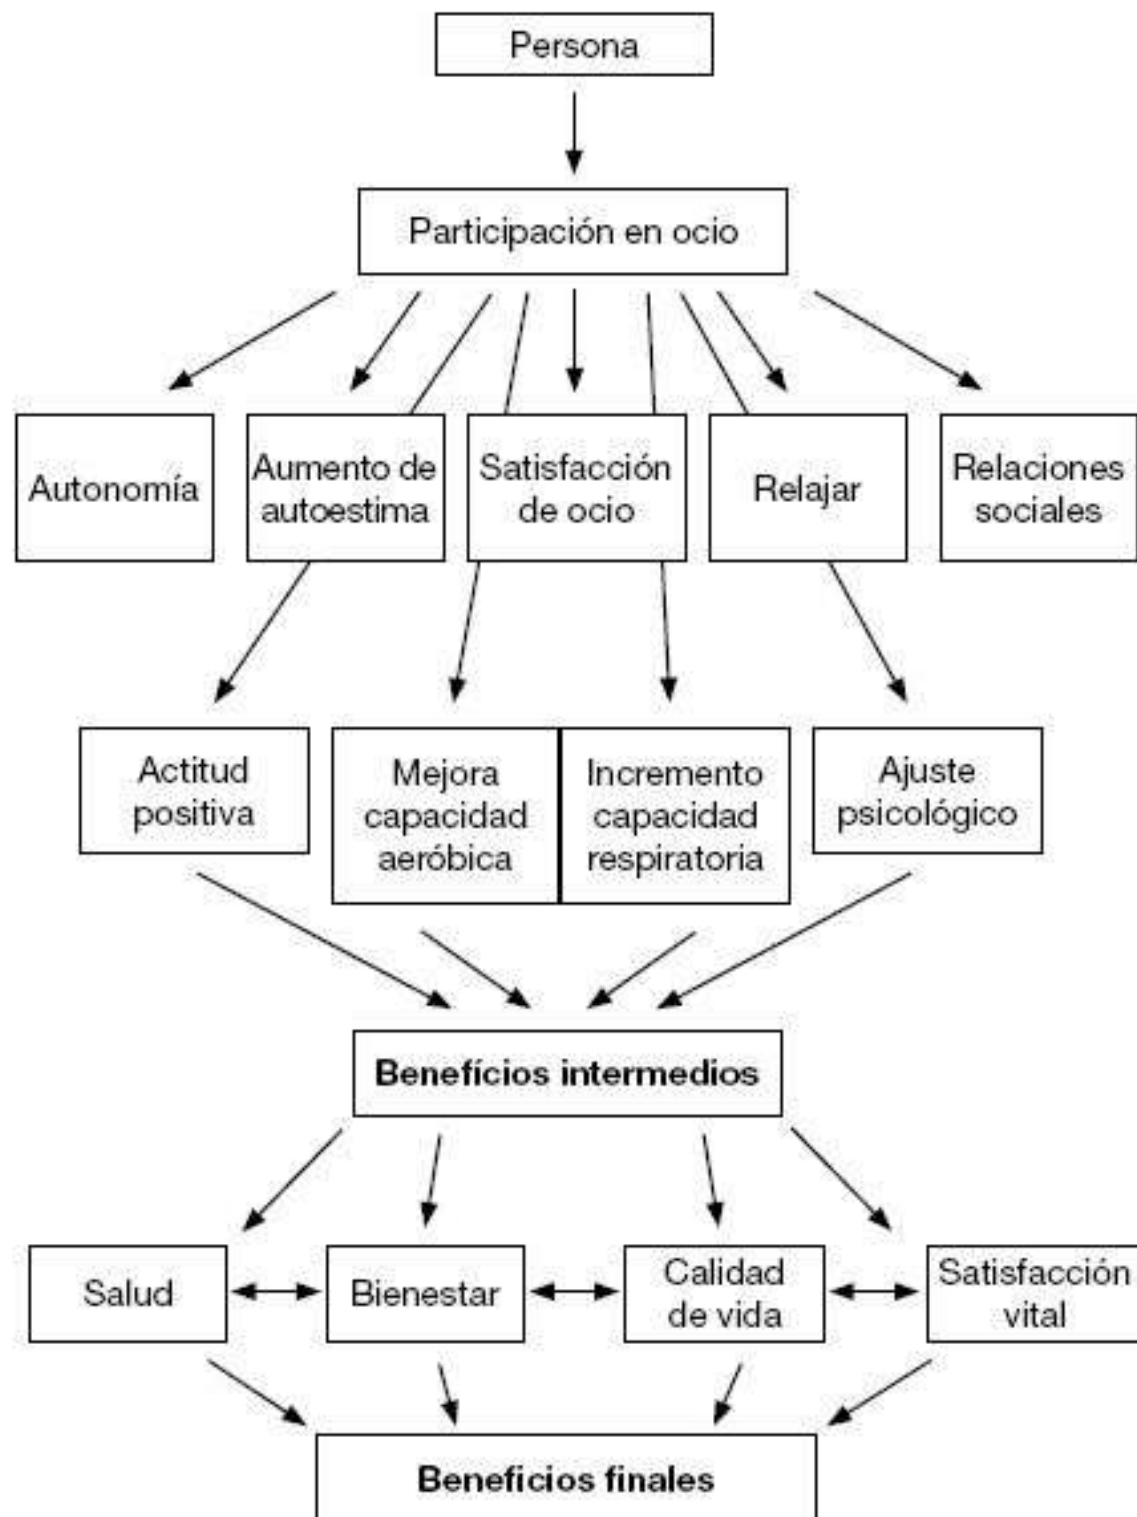 Persona
Participación en ocio
Autonomía
Aumento de
autoestima
Satisfacción
de ocio
Relajar
Relaciones
sociales
Actitud
positiva
Mejora
capacidad
aeróbica
Incremento
capacidad
respiratoria
Ajuste
psicológico
Benefícios intermedios
Salud
Bienestar
Calidad
de vida
Satisfacción
vital
Beneficios finales